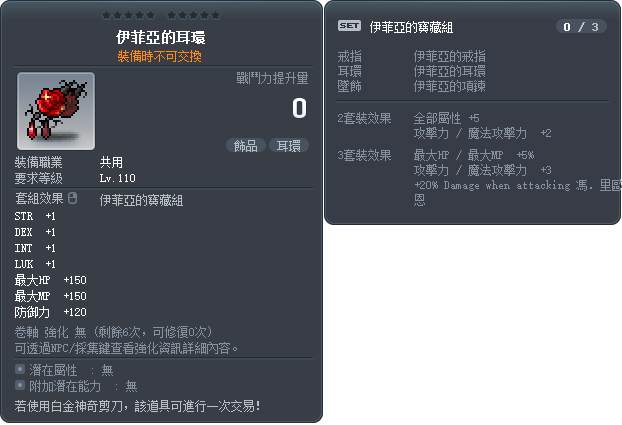 伊菲亞的耳環
裝備時不可交換
戰鬥力提升量
0
飾品 耳環
裝備職業 共用
要求等級 Lv.110
套組效果 伊菲亞的寶藏組
STR +1
DEX +1
INT +1
LUK +1
最大HP +150
最大MP +150
防御力 +120
卷軸 強化 無 (剩餘6次, 可修復0次)
可透過NPC/採集鍵查看強化資訊詳細內容。
潛在屬性 : 無
附加潛在能力 : 無
若使用白金神奇剪刀, 該道具可進行一次交易!
SET 伊菲亞的寶藏組 0 / 3
戒指 伊菲亞的戒指
耳環 伊菲亞的耳環
墜飾 伊菲亞的項鍊
2套裝效果 全部屬性 +5
攻擊力 / 魔法攻擊力 +2
3套裝效果 最大HP / 最大MP +5%
攻擊力 / 魔法攻擊力 +3
+20% Damage when attacking 馮．里歐
恩